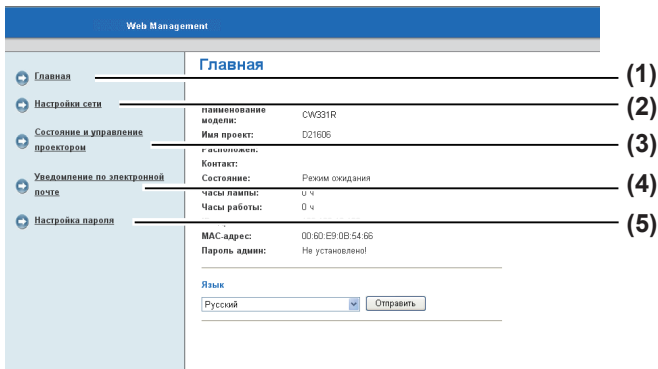 Web Management
Главная
Настройки сети
Состояние и управление
проектором
Уведомление по электронной
почте
Настройка пароля
Главная
Наименование
модели: CW331R
Имя проект: D21606
Расположен:
Контакт:
Состояние: Режим ожидания
Часы лампы: 0 ч
Часы работы: 0 ч
MAC-адрес: 00:60:E9:0B:54:66
Пароль админ: Не установлено!
Язык
Русский Отправить
(1)
(2)
(3)
(4)
(5)